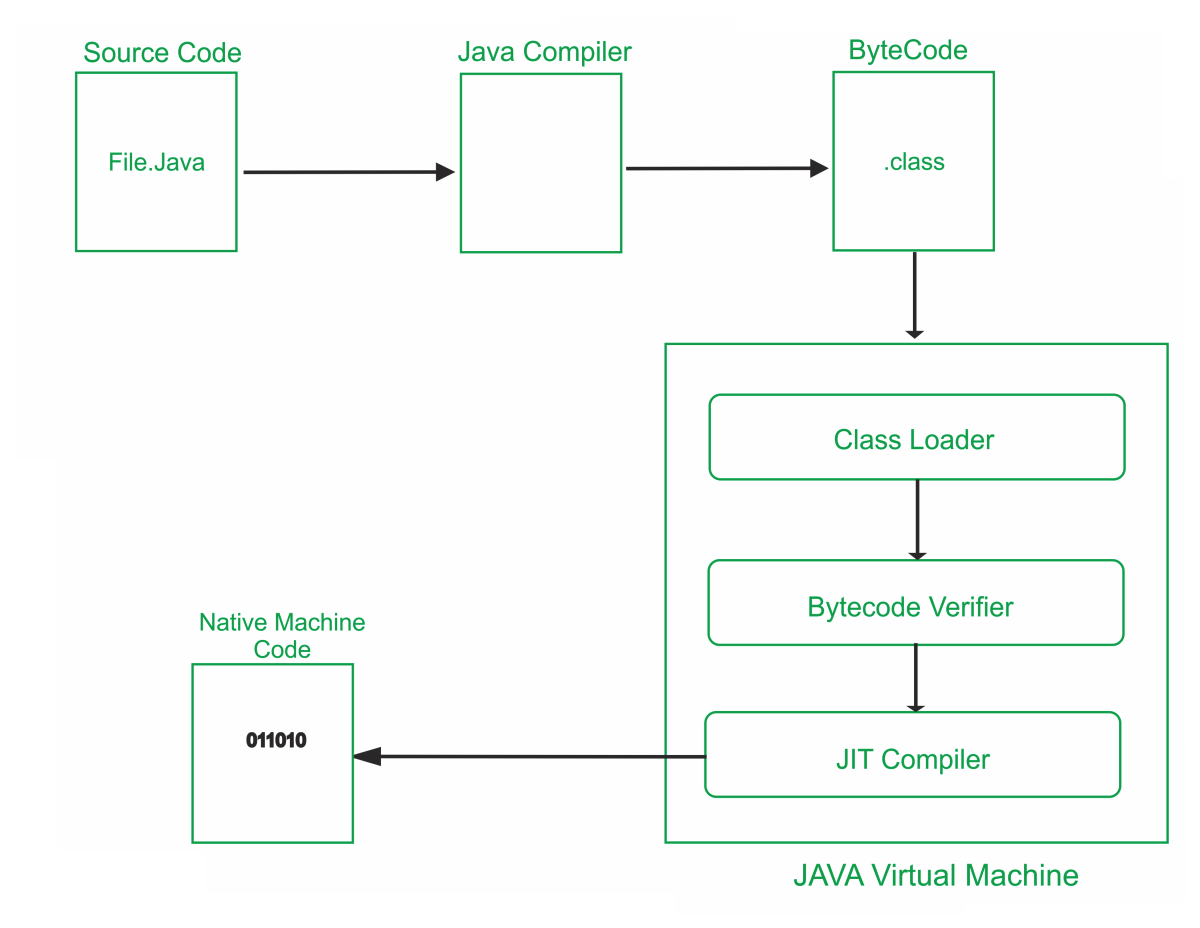 Source Code
Java Compiler
ByteCode
File.Java
.class
Class Loader
Bytecode Verifier
Native Machine
Code
011010
JIT Compiler
JAVA Virtual Machine